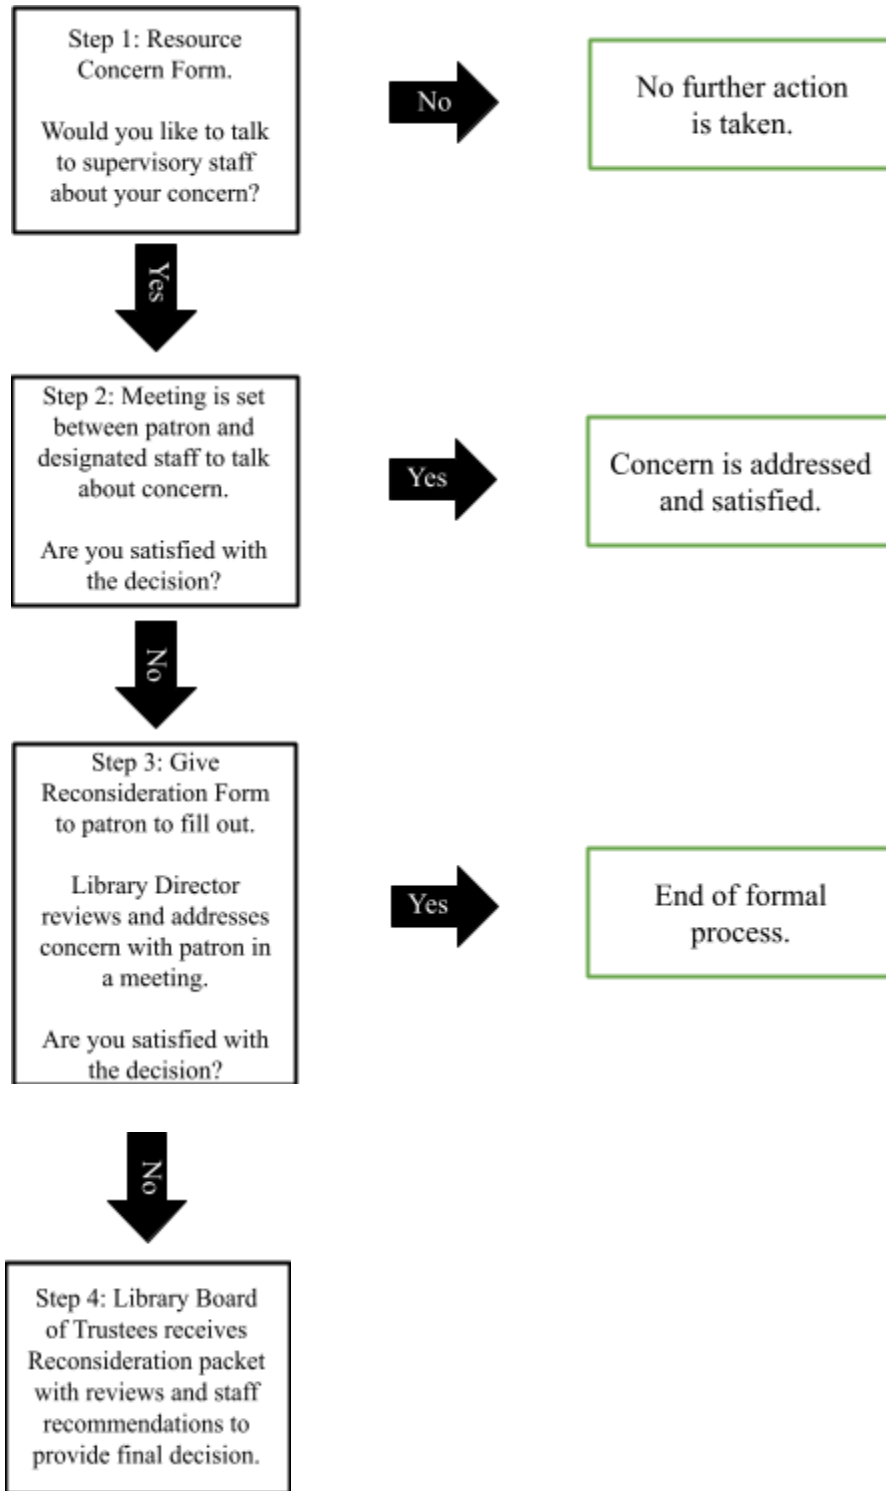 Step 1: Resource
Concern Form.
Would you like to talk
to supervisory staff
about your concern?
No
No further action
is taken.
Yes
Step 2: Meeting is set
between patron and
designated staff to talk
about concern.
Are you satisfied with
the decision?
Yes
Concern is addressed
and satisfied.
No
Step 3: Give
Reconsideration Form
to patron to fill out.
Library Director
reviews and addresses
concern with patron in
a meeting.
Are you satisfied with
the decision?
Yes
End of formal
process.
No
Step 4: Library Board
of Trustees receives
Reconsideration packet
with reviews and staff
recommendations to
provide final decision.